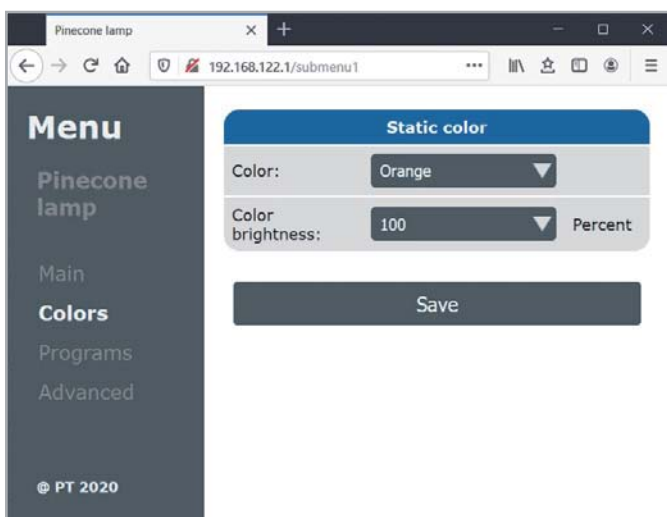 Pinecone lamp
192.168.122.1/submenu1
Menu
Pinecone
lamp
Main
Colors
Programs
Advanced
@ PT 2020
Static color
Color:
Orange
Color
brightness:
100
Percent
Save